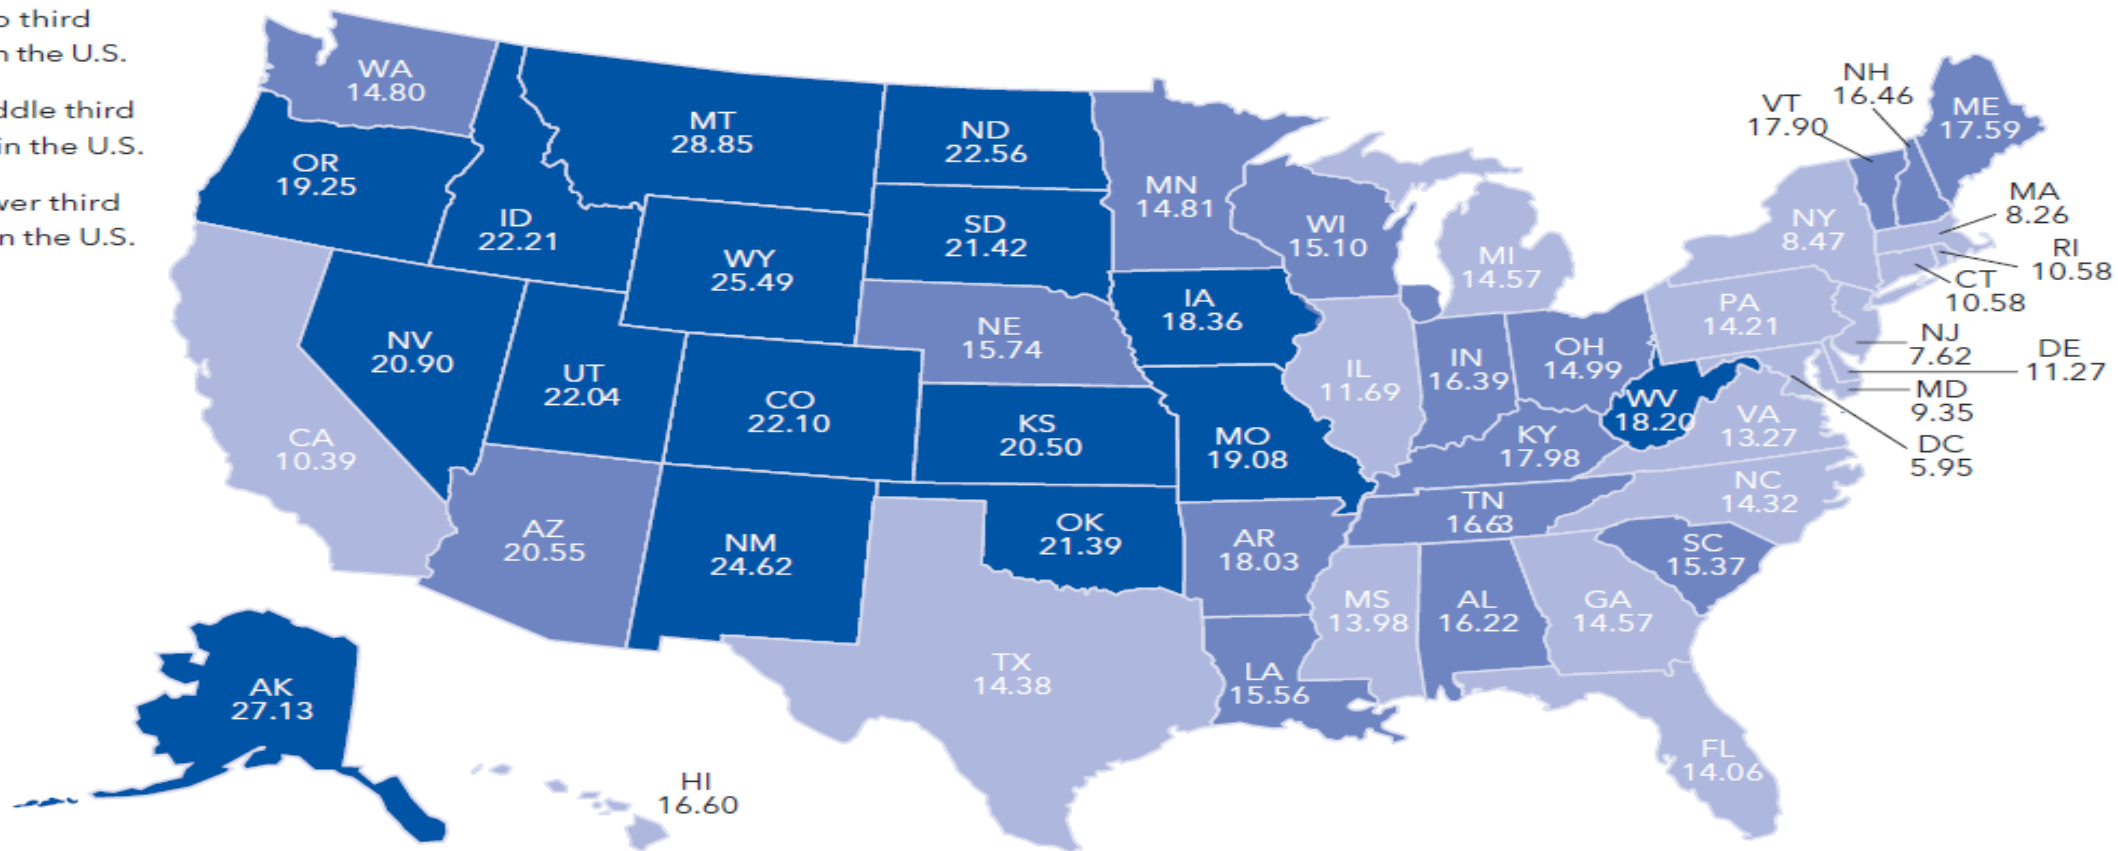 third
the U.S.
third
in the U.S.
third
the U.S.
WA
14.80
OR
19.25
CA
10.39
NV
20.90
ID
22.21
MT
28.85
WY
25.49
UT
22.04
CO
22.10
AZ
20.55
NM
24.62
ND
22.56
SD
21.42
NE
15.74
KS
20.50
OK
21.39
TX
14.38
MN
14.81
IA
18.36
MO
19.08
AR
18.03
LA
15.56
WI
15.10
IL
11.69
MI
14.57
IN
16.39
OH
14.99
KY
17.98
TN
16.63
MS
13.98
AL
16.22
GA
14.57
FL
14.06
SC
15.37
NC
14.32
VA
13.27
WV
18.20
PA
14.21
NY
8.47
VT
17.90
NH
16.46
ME
17.59
MA
8.26
RI
10.58
CT
10.58
NJ
7.62
DE
11.27
MD
9.35
DC
5.95
AK
27.13
HI
16.60